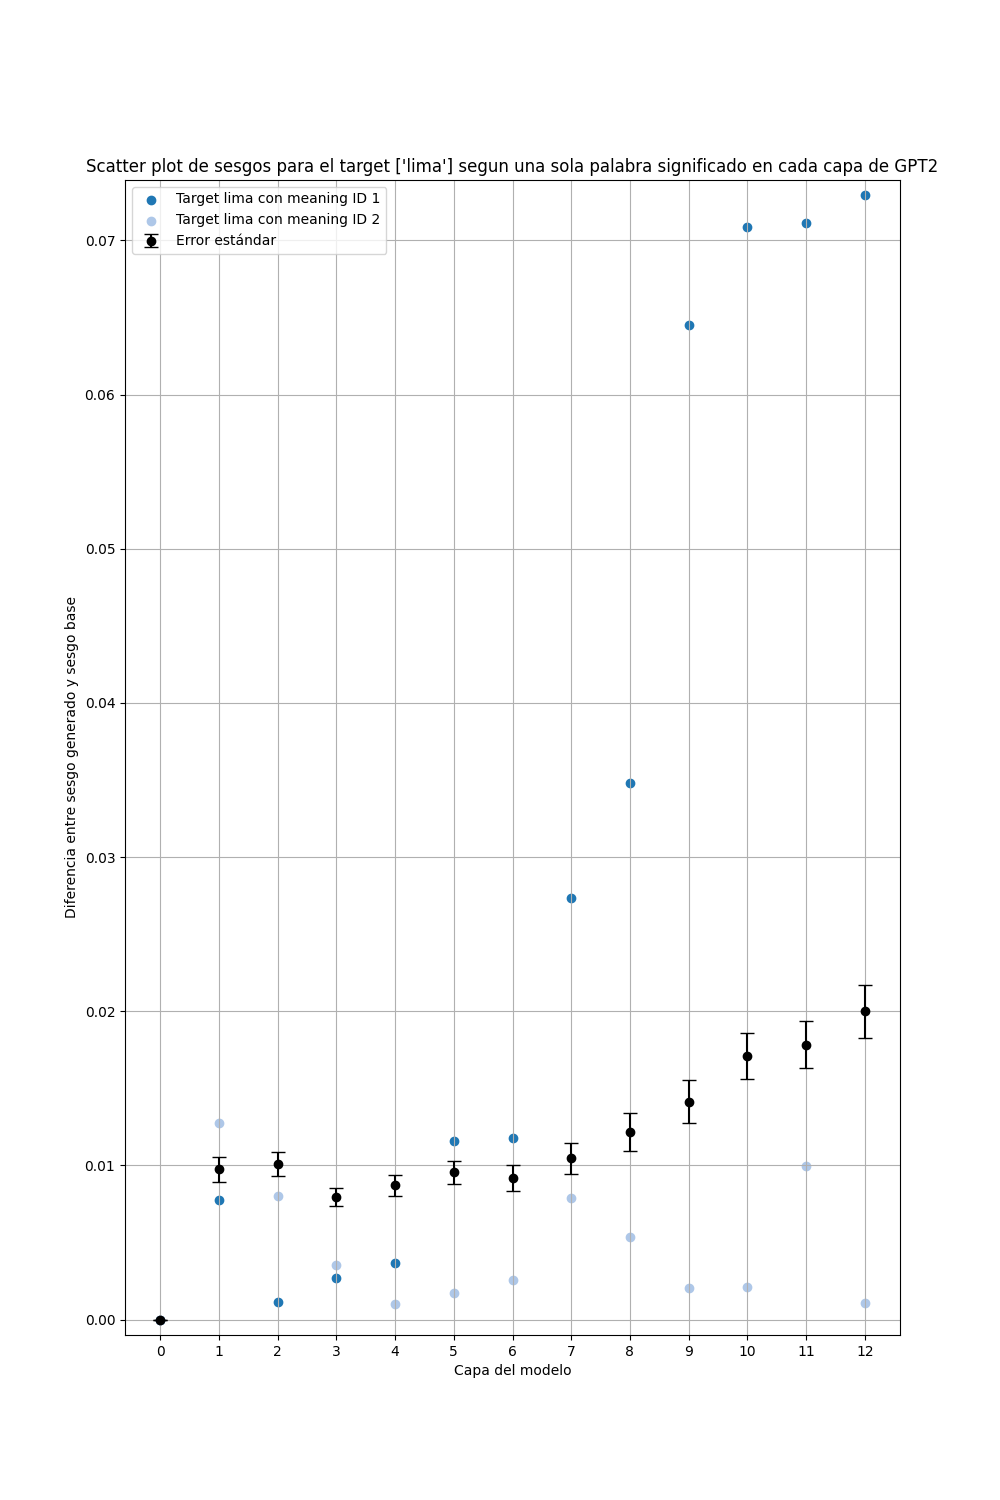 Scatter plot de sesgos para el target ['lima'] segun una sola palabra significado en cada capa de GPT2
Target lima con meaning ID 1
Target lima con meaning ID 2
Error estándar
0.07
0.06
0.05
0.04
0.03
0.02
0.01
0.00
Diferencia entre sesgo generado y sesgo base
0 1 2 3 4 5 6 7 8 9 10 11 12
Capa del modelo